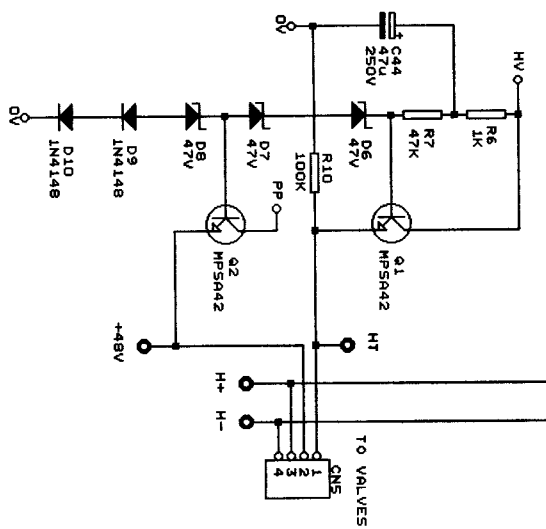 0V
C44
47u
250V
HV
0V
D10
1N4148
D9
1N4148
D8
47V
D7
47V
D6
47V
R7
47K
R6
1K
R10
100K
PP
Q2
MPSA42
Q1
MPSA42
+48V
HT
H+
H-
TO VALVES
CN5
1
2
3
4